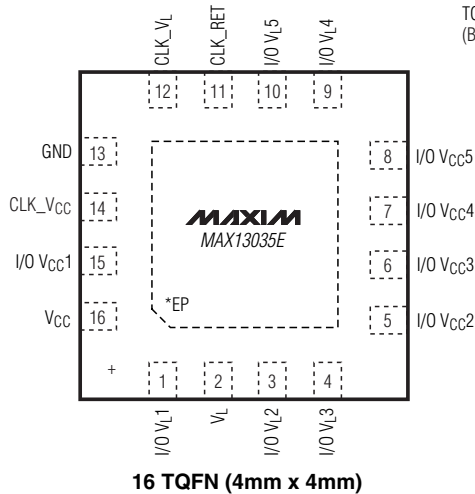 TO
(B
CLK_VL
CLK_RET
I/O VL5
I/O VL4
12
11
10
9
GND
13
8
I/O VCC5
CLK_VCC
14
7
I/O VCC4
MAXIM
MAX13035E
I/O VCC1
15
6
I/O VCC3
VCC
16
*EP
5
I/O VCC2
+
1
2
3
4
I/O VL1
VL
I/O VL2
I/O VL3
16 TQFN (4mm x 4mm)